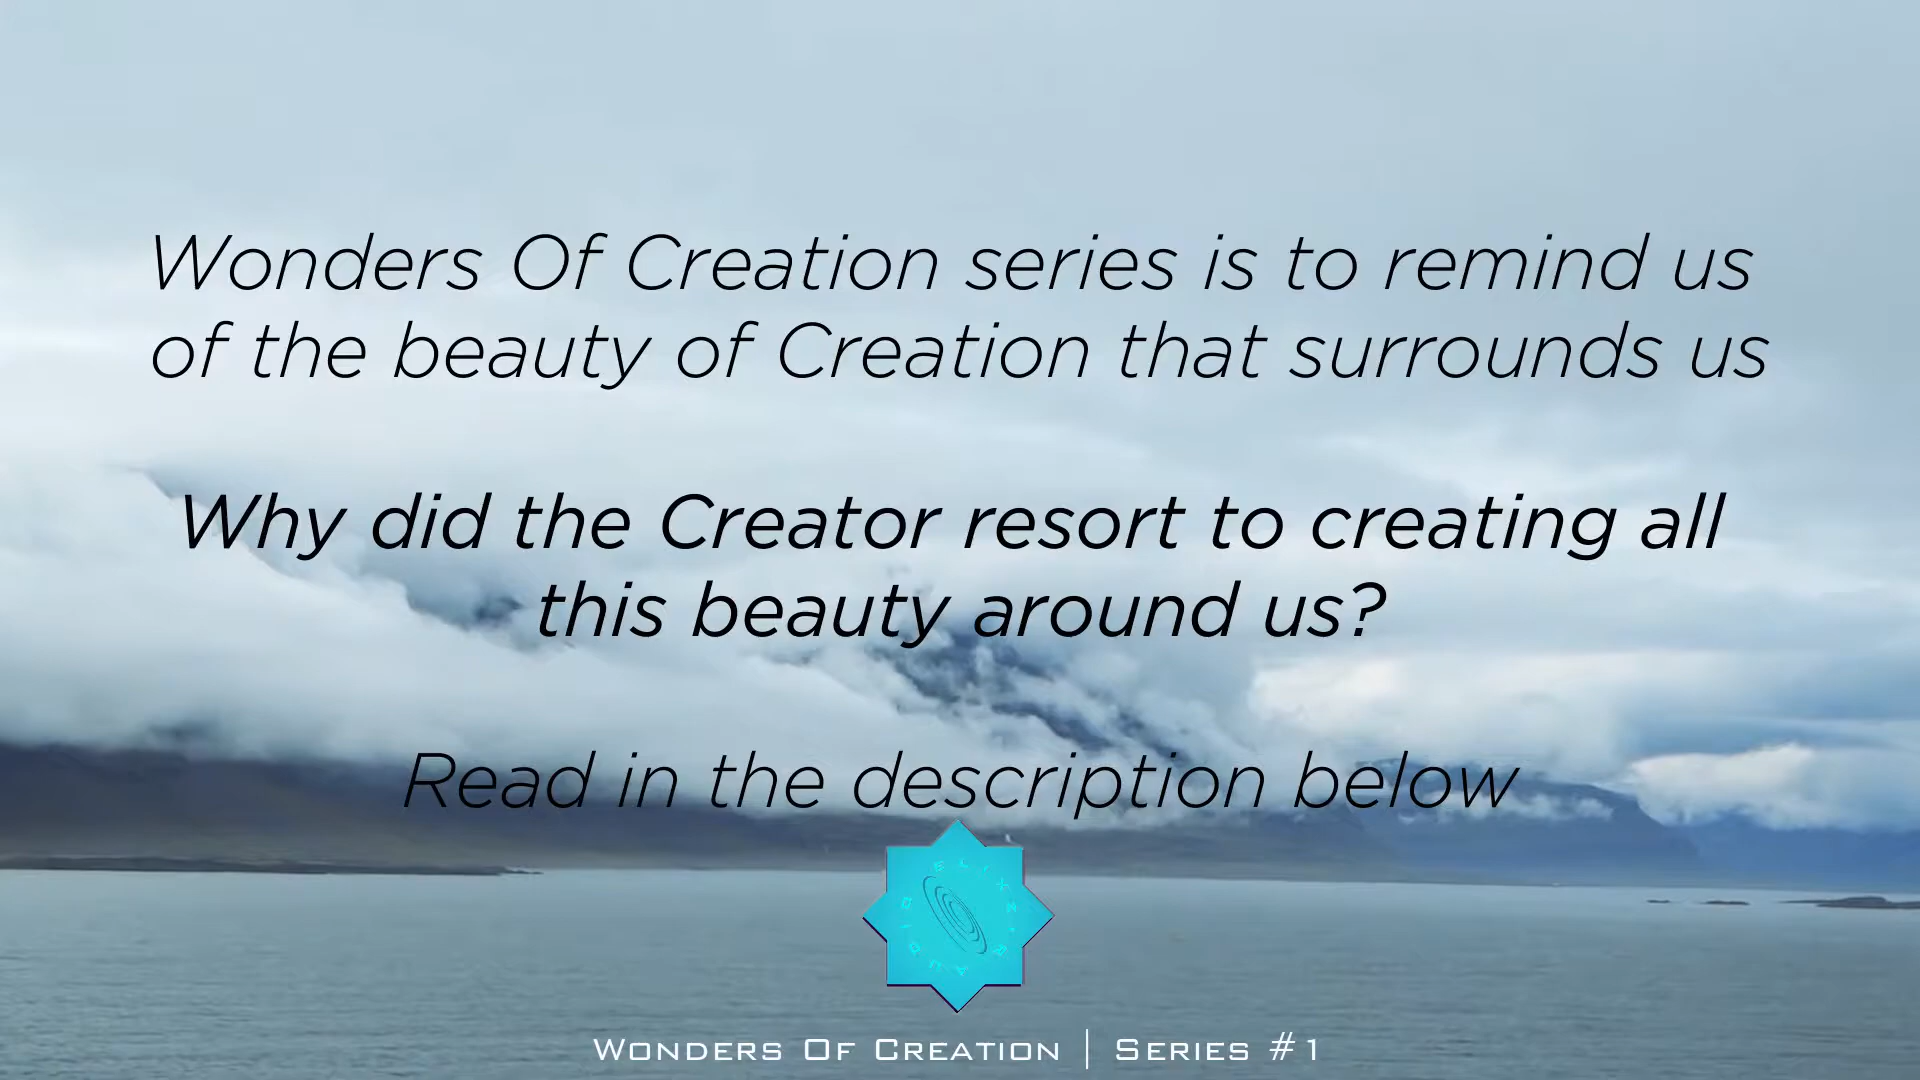 Wonders Of Creation series is to remind us
of the beauty of Creation that surrounds us
Why did the Creator resort to creating all
this beauty around us?
Read in the description below
Wonders Of Creation | Series #1